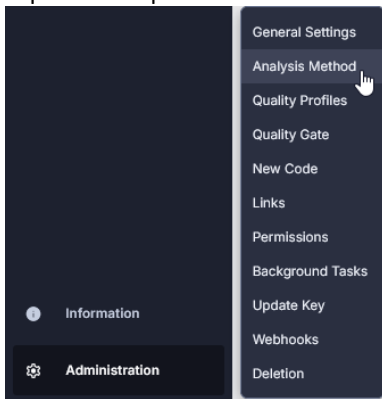 General Settings
Analysis Method
Quality Profiles
Quality Gate
New Code
Links
Permissions
Background Tasks
Update Key
Webhooks
Deletion
Information
Administration